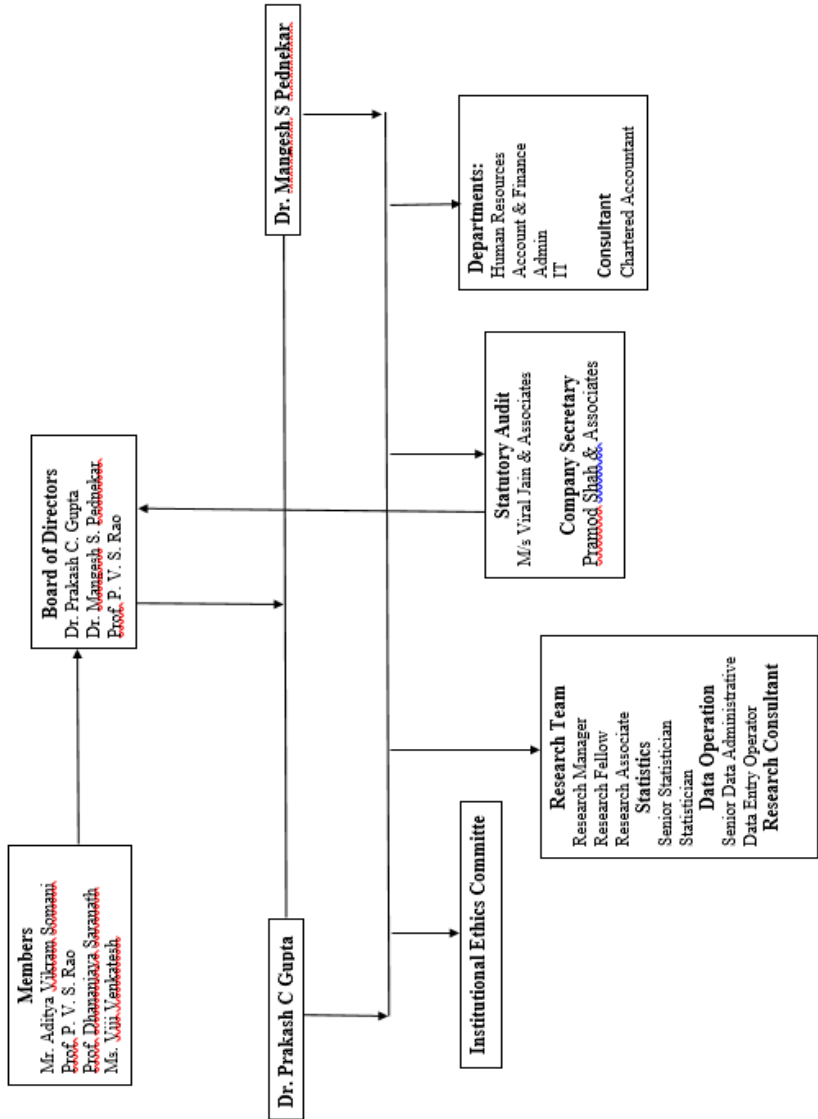 Members
Mr. Aditya Vikram Somani
Prof. P. V. S. Rao
Prof. Dhananjaya Saranath
Ms. Viji Venkatesh
Board of Directors
Dr. Prakash C. Gupta
Dr. Mangesh S. Pednekar
Prof. P. V. S. Rao
Dr. Prakash C Gupta
Dr. Mangesh S Pednekar
Institutional Ethics Committe
Research Team
Research Manager
Research Fellow
Research Associate
Statistics
Senior Statistician
Statistician
Data Operation
Senior Data Administrative
Data Entry Operator
Research Consultant
Statutory Audit
M/s Viral Jain & Associates
Company Secretary
Pramod Shah & Associates
Departments:
Human Resources
Account & Finance
Admin
IT
Consultant
Chartered Accountant